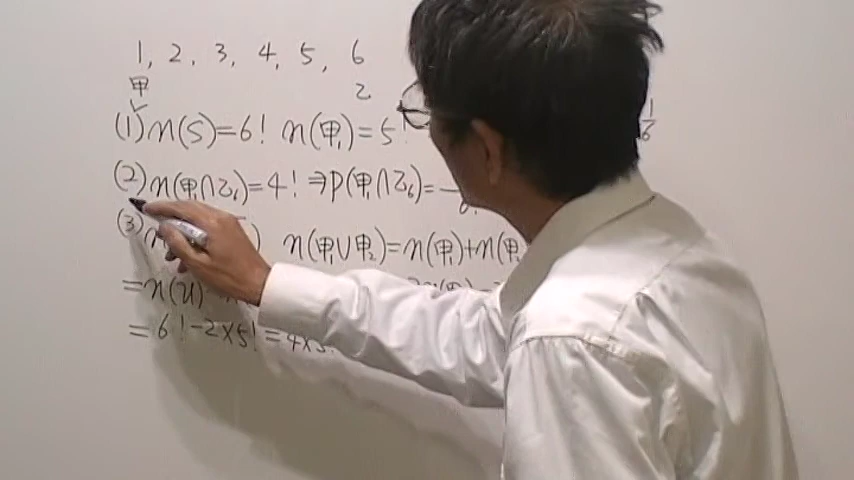 1, 2, 3, 4, 5, 6
甲 乙
(1) n(S)=6! n(甲₁)=5! 1/6
(2) n(甲₁∩乙₆)=4! ⇒P(甲₁∩乙₆)=
(3) n(甲₁∪甲₂)=n(甲₁)+n(甲₂
=n(U)
=6!-2×5!=4×5!